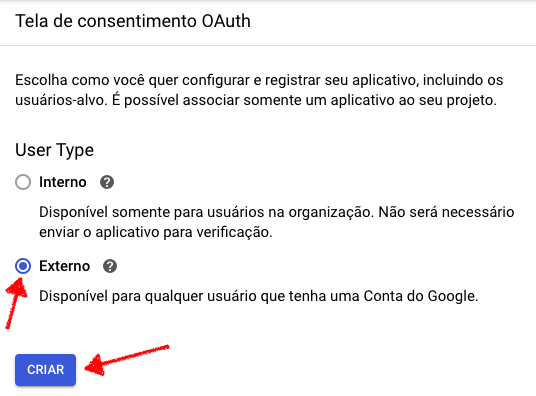 Tela de consentimento OAuth
Escolha como você quer configurar e registrar seu aplicativo, incluindo os
usuários-alvo. É possível associar somente um aplicativo ao seu projeto.
User Type
Interno ?
Disponível somente para usuários na organização. Não será necessário
enviar o aplicativo para verificação.
Externo ?
Disponível para qualquer usuário que tenha uma Conta do Google.
CRIAR